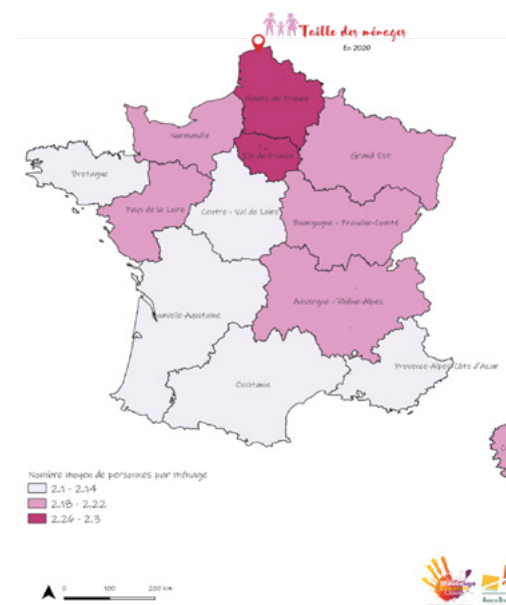 Taille des ménages
En 2020
Hauts-de-France
Normandie
Île-de-France
Grand Est
Bretagne
Pays de la Loire
Centre - Val de Loire
Bourgogne - Franche-Comté
Auvergne - Rhône-Alpes
Nouvelle-Aquitaine
Provence-Alpes-Côte d'Azur
Occitanie
Nombre moyen de personnes par ménage
2.1 - 2.14
2.18 - 2.22
2.26 - 2.3
0 100 200 km